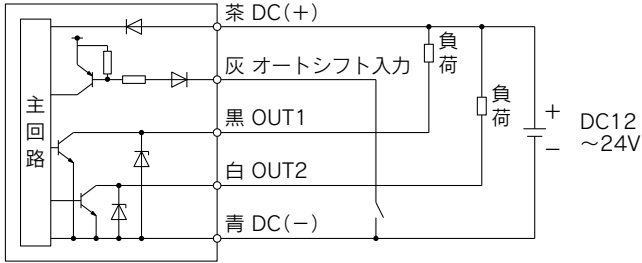 茶 DC(+)
負荷
灰 オートシフト入力
負荷
主回路
黒 OUT1
+
−
DC12
〜24V
白 OUT2
青 DC(−)